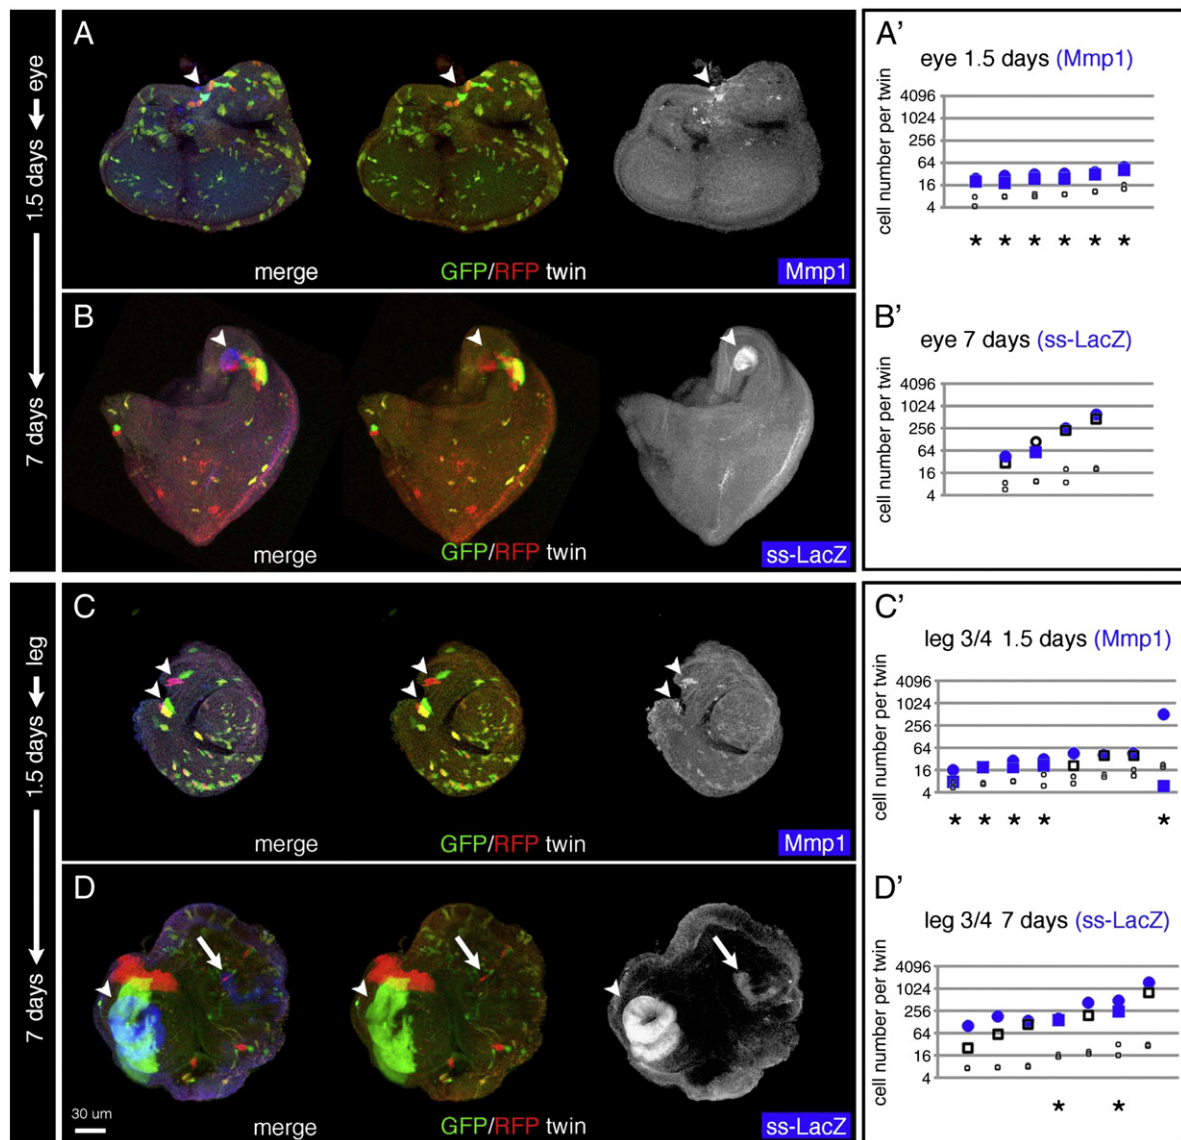 eye
1.5 days
7 days
A
merge
GFP/RFP twin
Mmp1
A’
eye 1.5 days (Mmp1)
cell number per twin
4096
1024
256
64
16
4
* * * * * *
B
merge
GFP/RFP twin
ss-LacZ
B’
eye 7 days (ss-LacZ)
cell number per twin
4096
1024
256
64
16
4
leg
1.5 days
7 days
C
merge
GFP/RFP twin
Mmp1
C’
leg 3/4 1.5 days (Mmp1)
cell number per twin
4096
1024
256
64
16
4
* * * * *
D
30 um
merge
GFP/RFP twin
ss-LacZ
D’
leg 3/4 7 days (ss-LacZ)
cell number per twin
4096
1024
256
64
16
4
* *